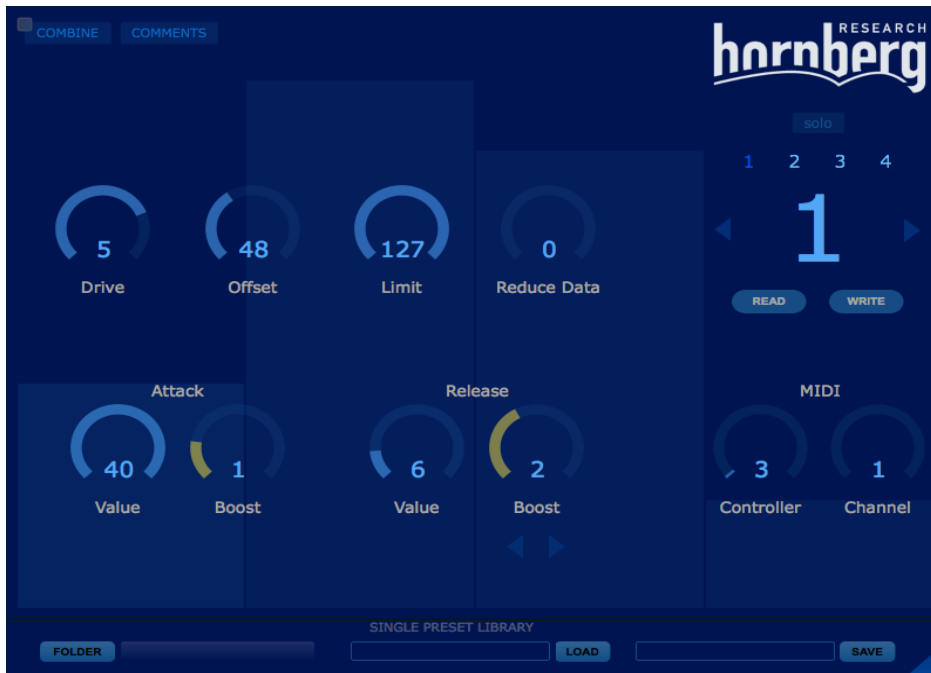 COMBINE COMMENTS
RESEARCH
hornberg
solo
1 2 3 4
1
5 48 127 0
Drive Offset Limit Reduce Data
READ WRITE
Attack Release MIDI
40 1 6 2 3 1
Value Boost Value Boost Controller Channel
SINGLE PRESET LIBRARY
FOLDER LOAD SAVE